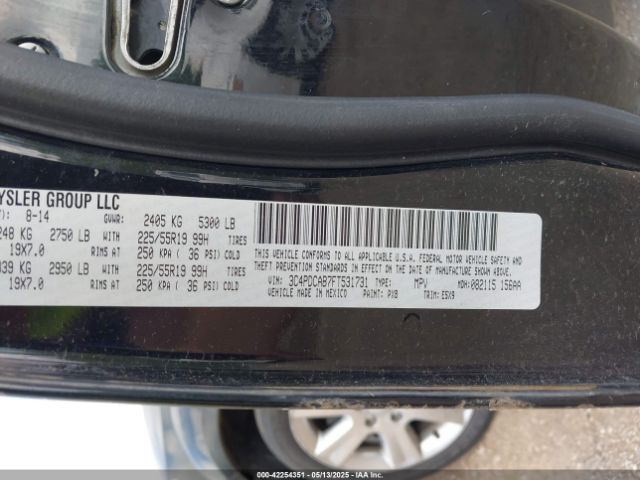 YSLER GROUP LLC
): 8-14 GVWR: 2405 KG 5300 LB
248 KG 2750 LB WITH 225/55R19 99H TIRES
19X7.0 RIMS AT 250 KPA ( 36 PSI) COLD
339 KG 2950 LB WITH 225/55R19 99H TIRES
19X7.0 RIMS AT 250 KPA ( 36 PSI) COLD
THIS VEHICLE CONFORMS TO ALL APPLICABLE U.S.A. FEDERAL MOTOR VEHICLE SAFETY AND
THEFT PREVENTION STANDARDS IN EFFECT ON THE DATE OF MANUFACTURE SHOWN ABOVE.
VIN: 3C4PDCAB7FT531731 TYPE: MPV MDH: 082115 156AA
VEHICLE MADE IN MEXICO PAINT: PXB TRIM: E5X9
000-42254351 - 05/13/2025 - IAAI.COM